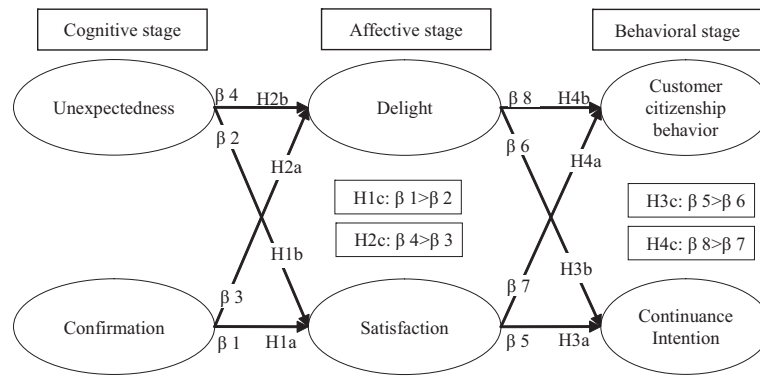 Cognitive stage
Affective stage
Behavioral stage
Unexpectedness
β 4
H2b
Delight
β 8
H4b
Customer
citizenship
behavior
β 2
β 6
H2a
H4a
H1c: β 1>β 2
H3c: β 5>β 6
H2c: β 4>β 3
H4c: β 8>β 7
H1b
H3b
β 3
β 7
Confirmation
β 1
H1a
Satisfaction
β 5
H3a
Continuance
Intention